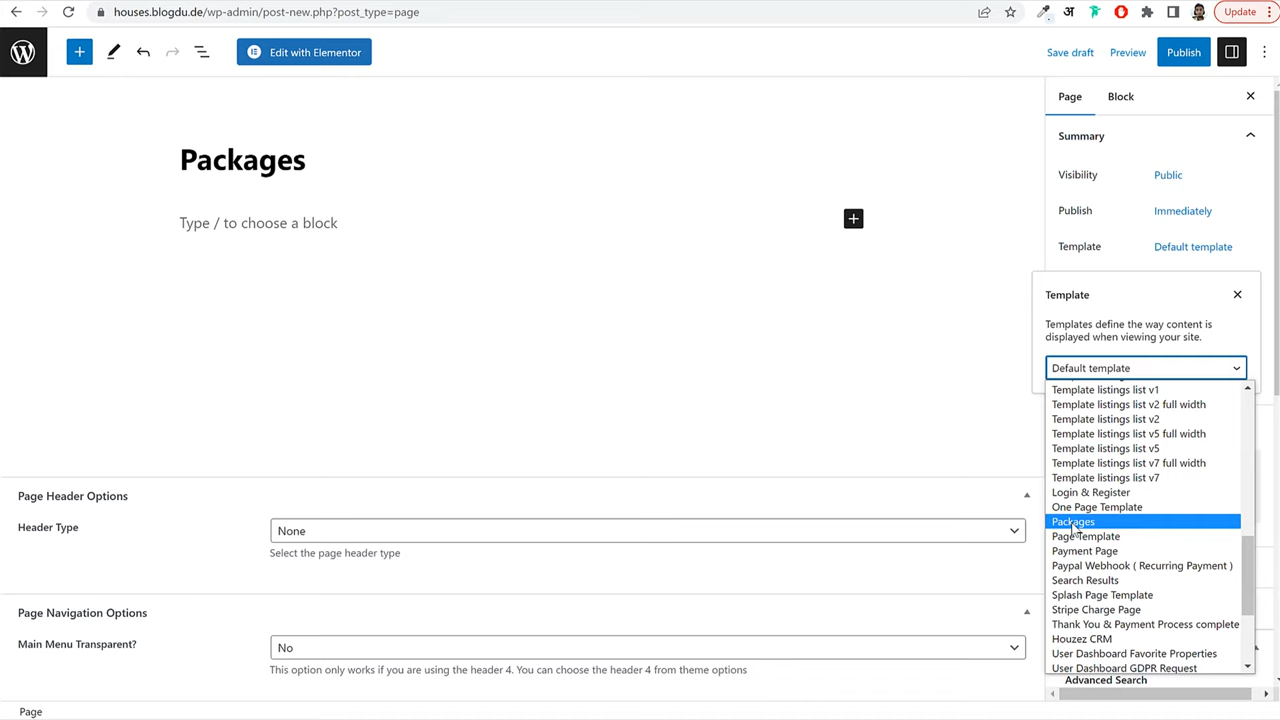 houses.blogdu.de/wp-admin/post-new.php?post_type=page
अ
Update
Edit with Elementor
Save draft
Preview
Publish
Page
Block
Summary
Visibility
Public
Publish
Immediately
Template
Default template
Packages
Type / to choose a block
Template
Templates define the way content is
displayed when viewing your site.
Default template
Template listings list v1
Template listings list v2 full width
Template listings list v2
Template listings list v5 full width
Template listings list v5
Template listings list v7 full width
Template listings list v7
Login & Register
One Page Template
Packages
Page Template
Payment Page
Paypal Webhook ( Recurring Payment )
Search Results
Splash Page Template
Stripe Charge Page
Thank You & Payment Process complete
Houzez CRM
User Dashboard Favorite Properties
User Dashboard GDPR Request
Advanced Search
Page Header Options
Header Type
None
Select the page header type
Page Navigation Options
Main Menu Transparent?
No
This option only works if you are using the header 4. You can choose the header 4 from theme options
Page